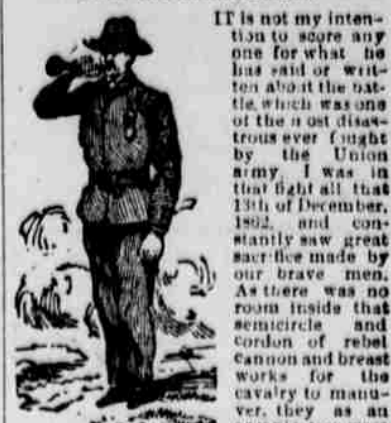 IT is not my inten-
tion to score any
one for what he
has said or writ-
ten about the bat-
tle, which was one
of the most disas-
trous ever fought
by the Union
army. I was in
that fight all that
13th of December,
1862, and con-
stantly saw great
sacrifice made by
our brave men.
As there was no
room inside that
semicircle and
cordon of rebel
cannon and breast
works for the
cavalry to manu-
ver, they as an